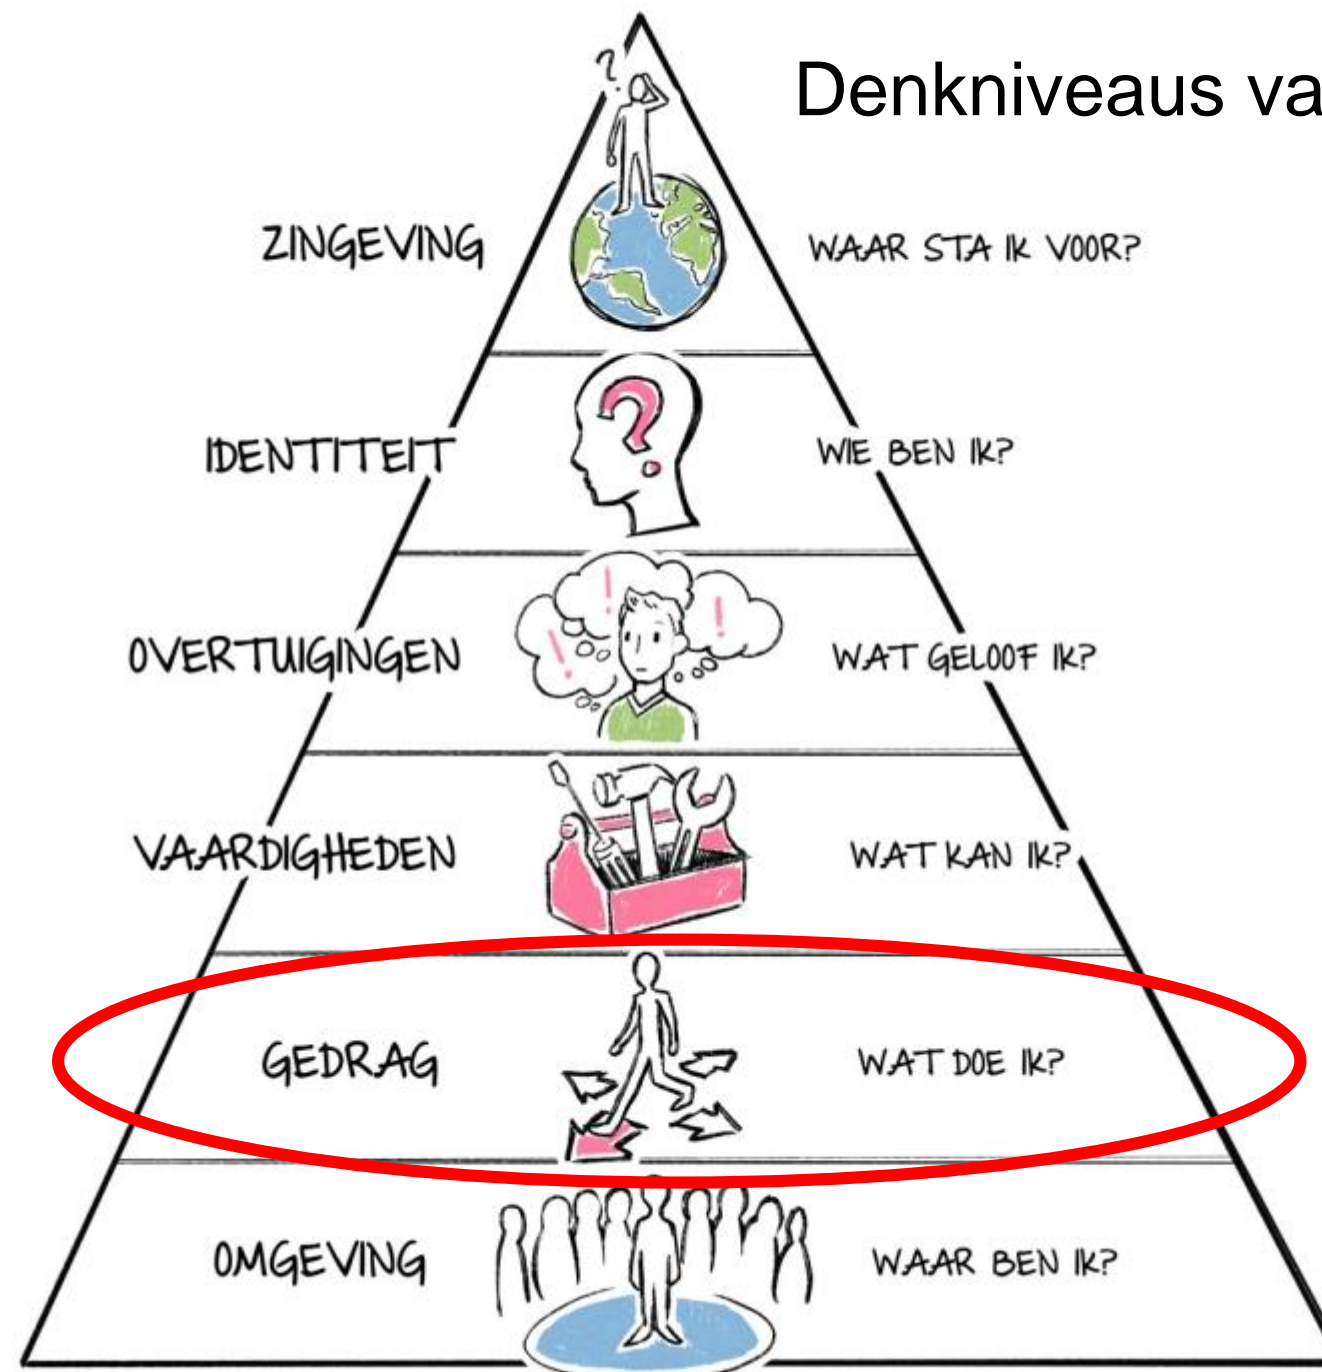 Denkniveaus va
ZINGEVING
WAAR STA IK VOOR?
IDENTITEIT
WIE BEN IK?
OVERTUIGINGEN
WAT GELOOF IK?
VAARDIGHEDEN
WAT KAN IK?
GEDRAG
WAT DOE IK?
OMGEVING
WAAR BEN IK?